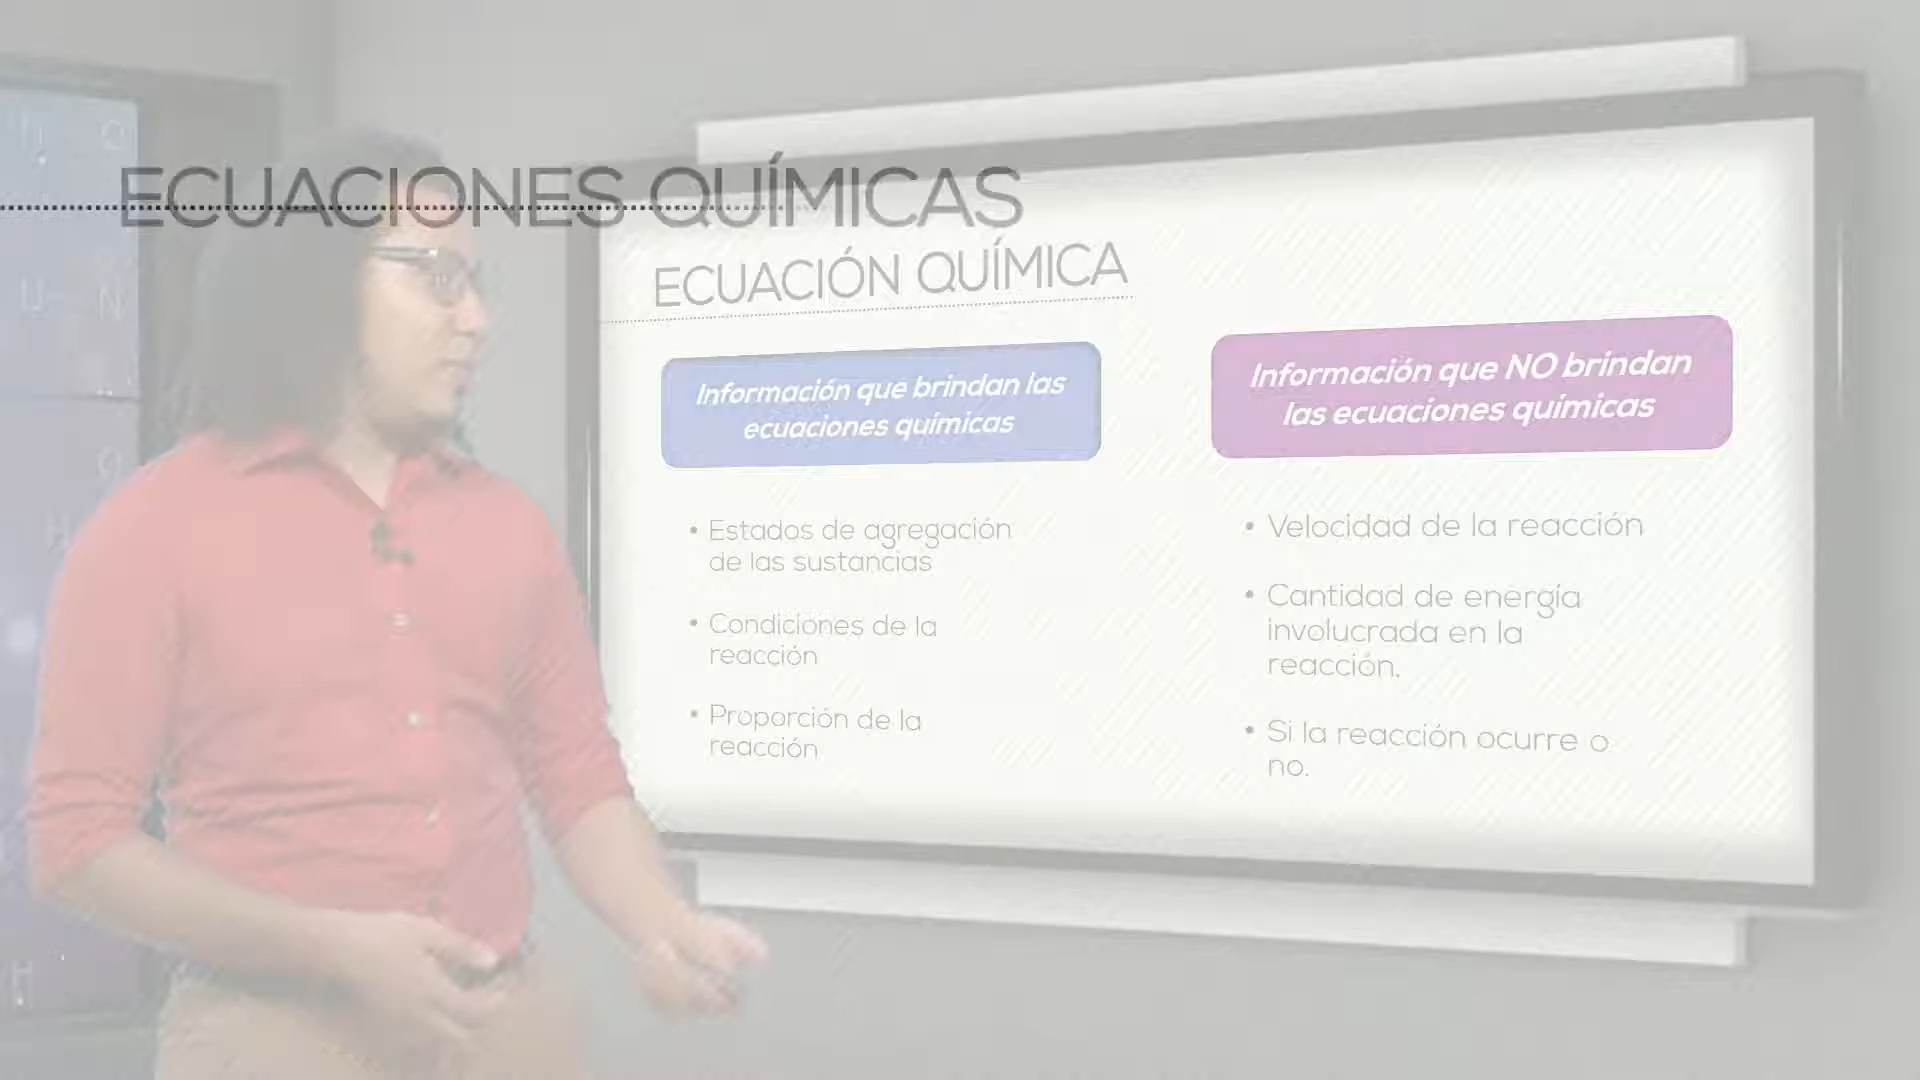 ECUACIONES QUÍMICAS
ECUACIÓN QUÍMICA
Información que brindan las
ecuaciones químicas
• Estados de agregación
de las sustancias
• Condiciones de la
reacción
• Proporción de la
reacción
Información que NO brindan
las ecuaciones químicas
• Velocidad de la reacción
• Cantidad de energía
involucrada en la
reacción.
• Si la reacción ocurre o
no.